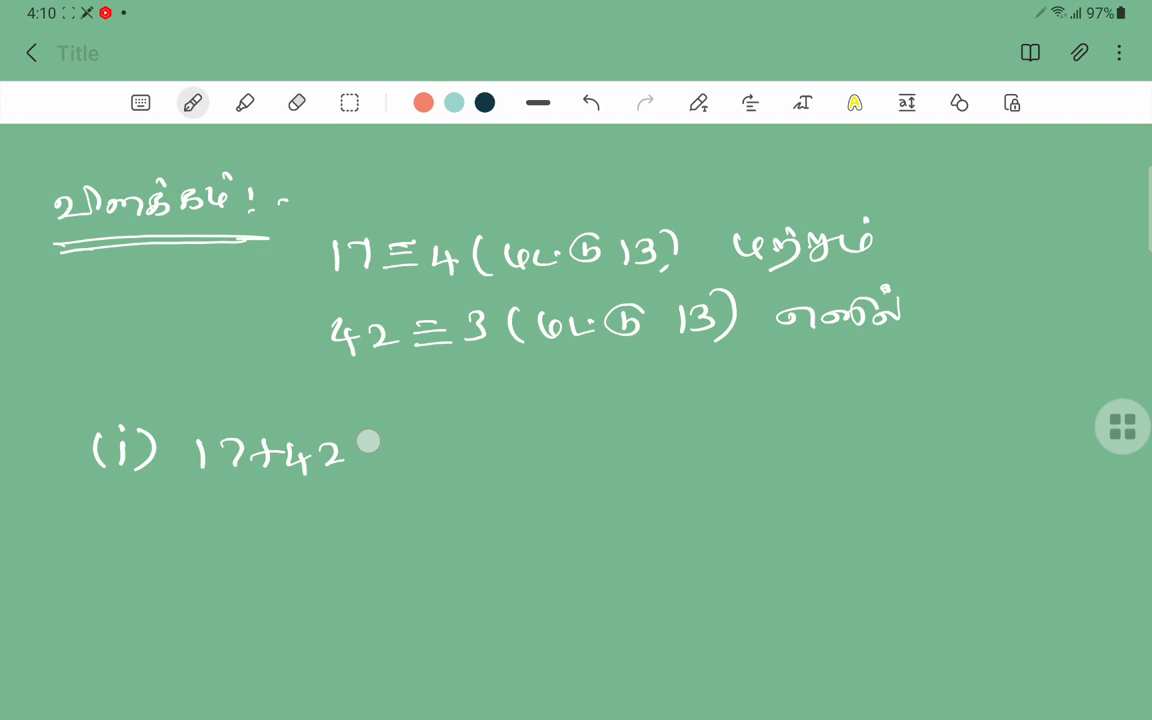 4:10 97%
Title
விளக்கம்! -
17 ≡ 4 (மட்டு 13) மற்றும்
42 ≡ 3 (மட்டு 13) எனில்
(i) 17+42